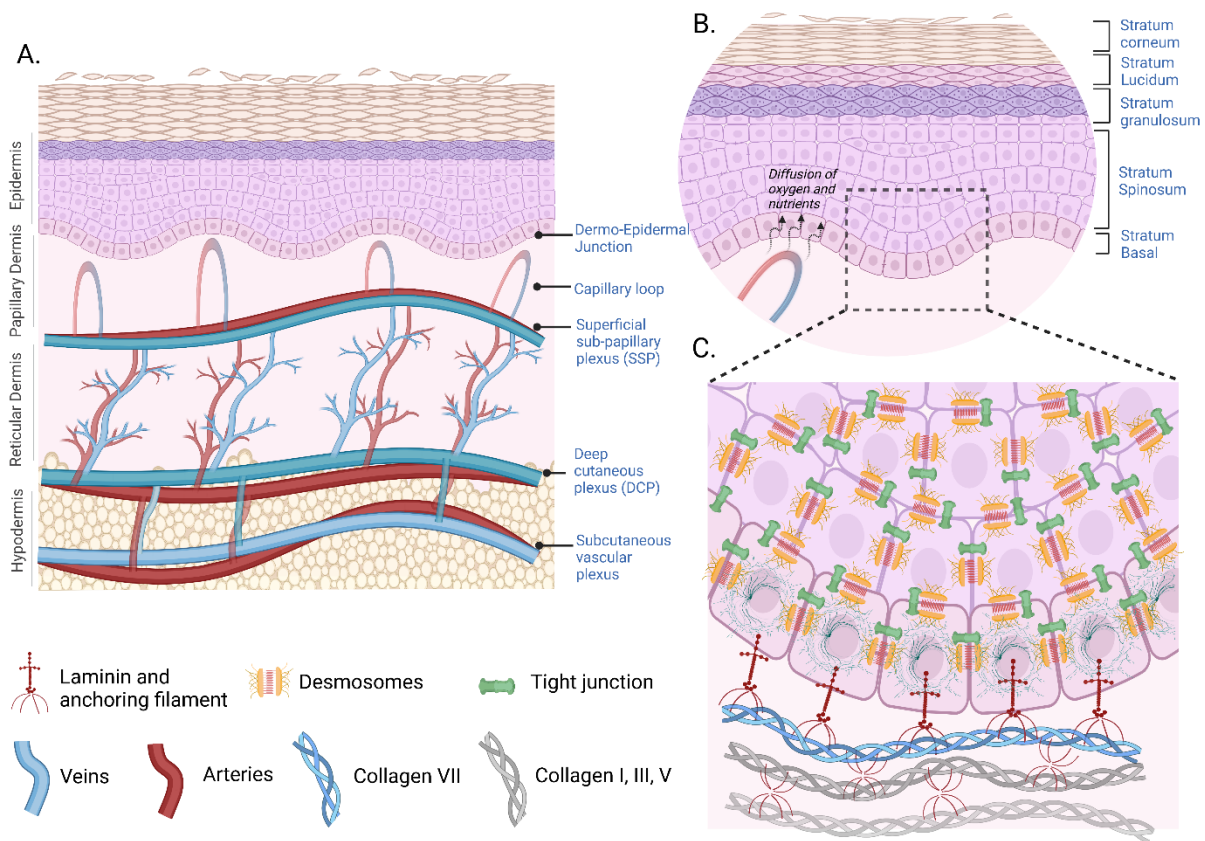 A.
Epidermis
Papillary Dermis
Reticular Dermis
Hypodermis
Dermo-Epidermal
Junction
Capillary loop
Superficial
sub-papillary
plexus (SSP)
Deep
cutaneous
plexus (DCP)
Subcutaneous
vascular
plexus
B.
Stratum
corneum
Stratum
Lucidum
Stratum
granulosum
Stratum
Spinosum
Stratum
Basal
Diffusion of
oxygen and
nutrients
C.
Laminin and
anchoring filament
Desmosomes
Tight junction
Veins
Arteries
Collagen VII
Collagen I, III, V